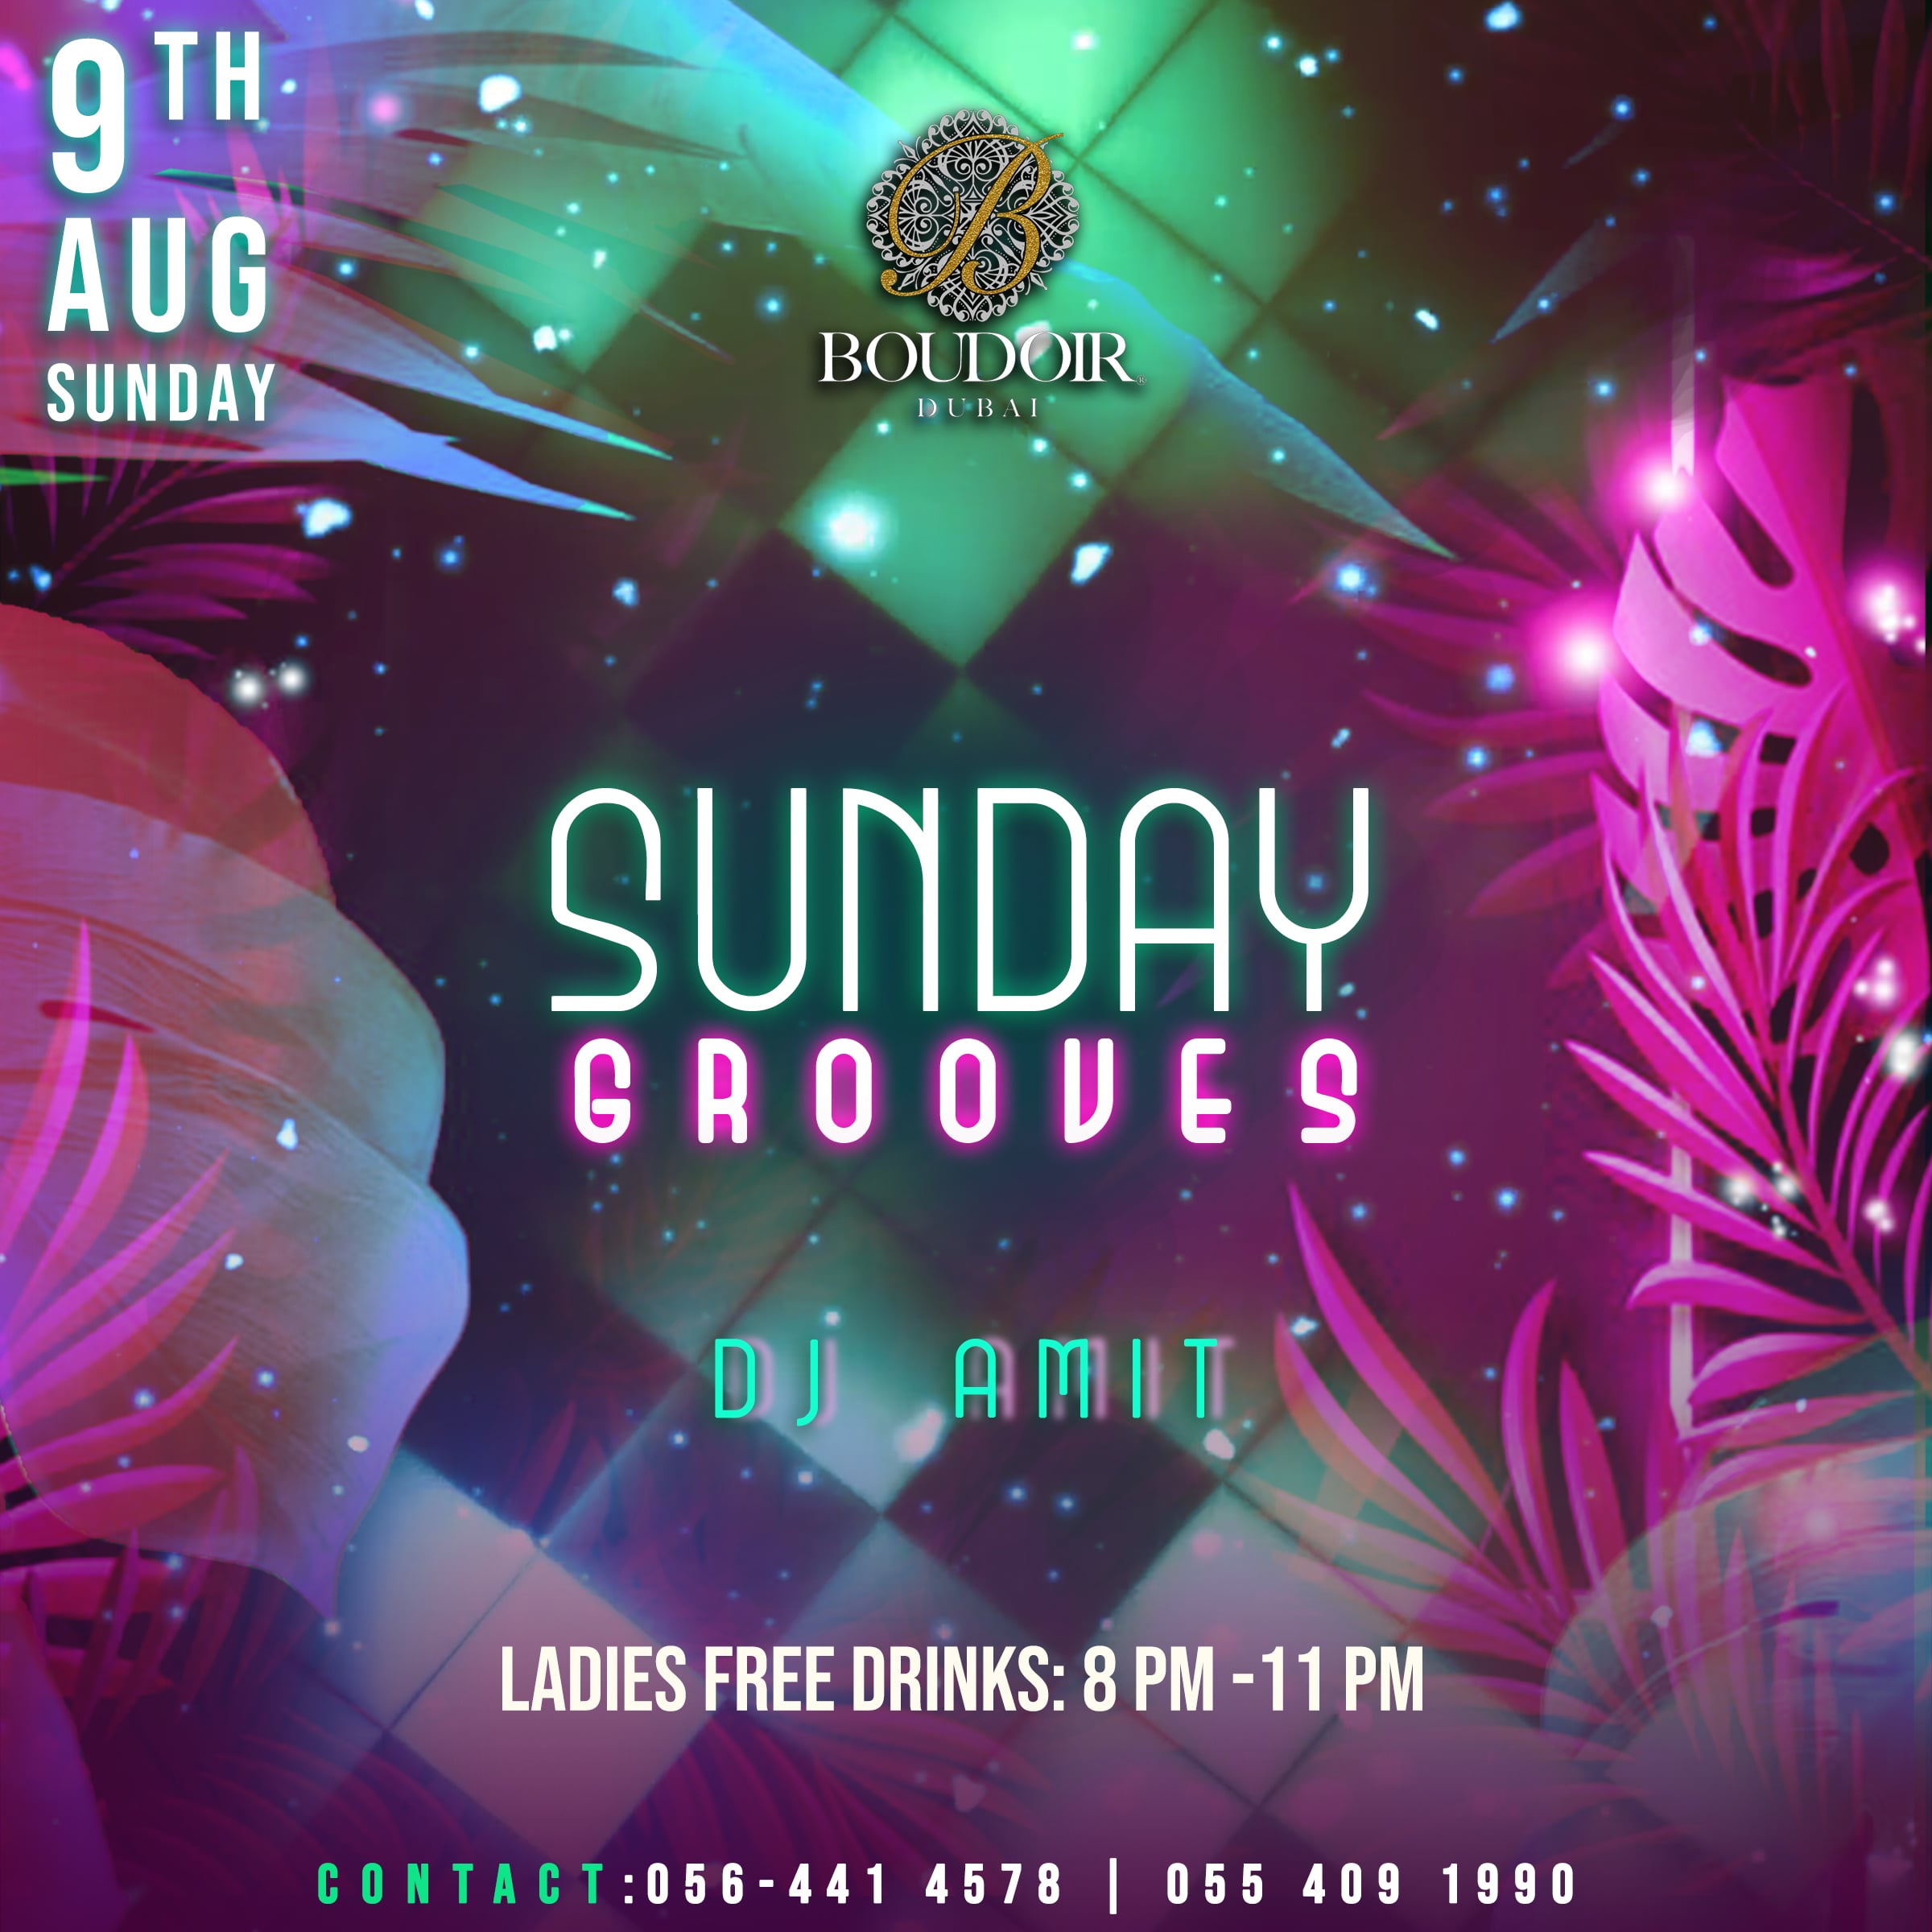 9TH
AUG
SUNDAY
B
BOUDOIR®
DUBAI
SUNDAY
GROOVES
DJ AMIT
LADIES FREE DRINKS: 8 PM -11 PM
CONTACT:056-441 4578 | 055 409 1990